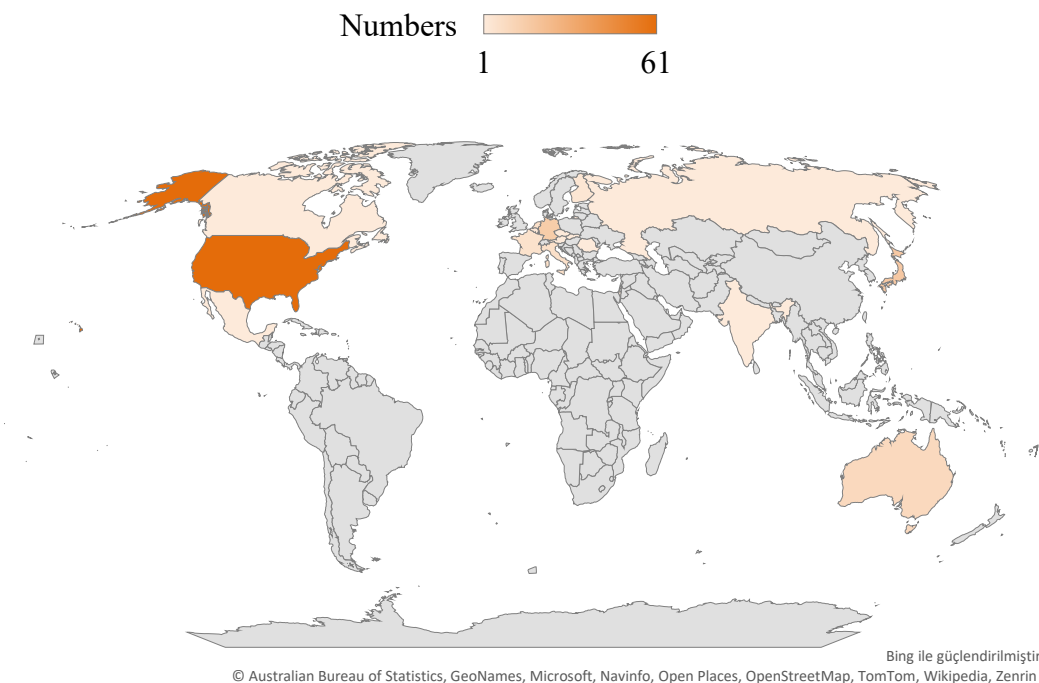 Numbers
1 61
Bing ile güçlendirilmiştir
© Australian Bureau of Statistics, GeoNames, Microsoft, Navinfo, Open Places, OpenStreetMap, TomTom, Wikipedia, Zenrin